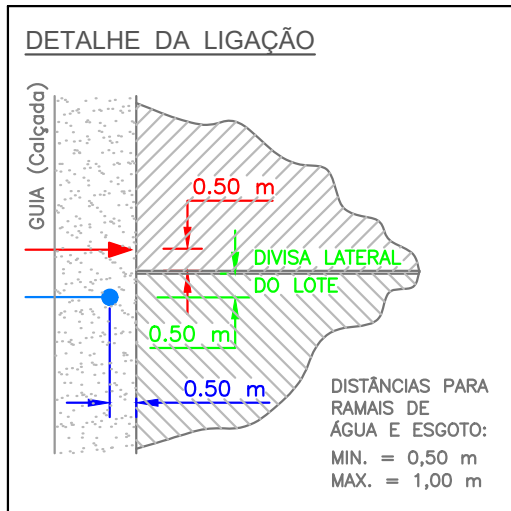 DETALHE DA LIGAÇÃO
GUIA (Calçada)
0.50 m
DIVISA LATERAL
DO LOTE
0.50 m
0.50 m
DISTÂNCIAS PARA
RAMAIS DE
ÁGUA E ESGOTO:
MIN. = 0,50 m
MAX. = 1,00 m